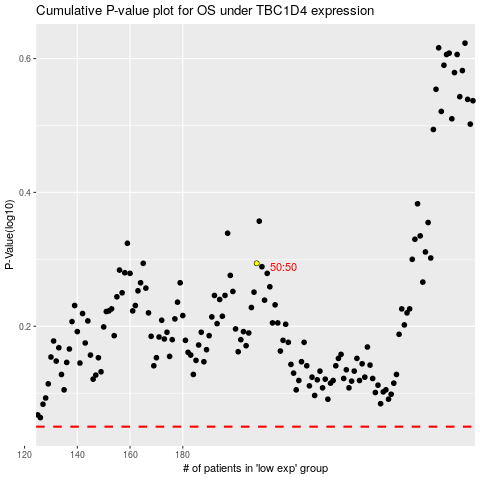 Cumulative P-value plot for OS under TBC1D4 expression
P-Value(log10)
0.6
0.4
0.2
50:50
120 140 160 180
# of patients in 'low exp' group